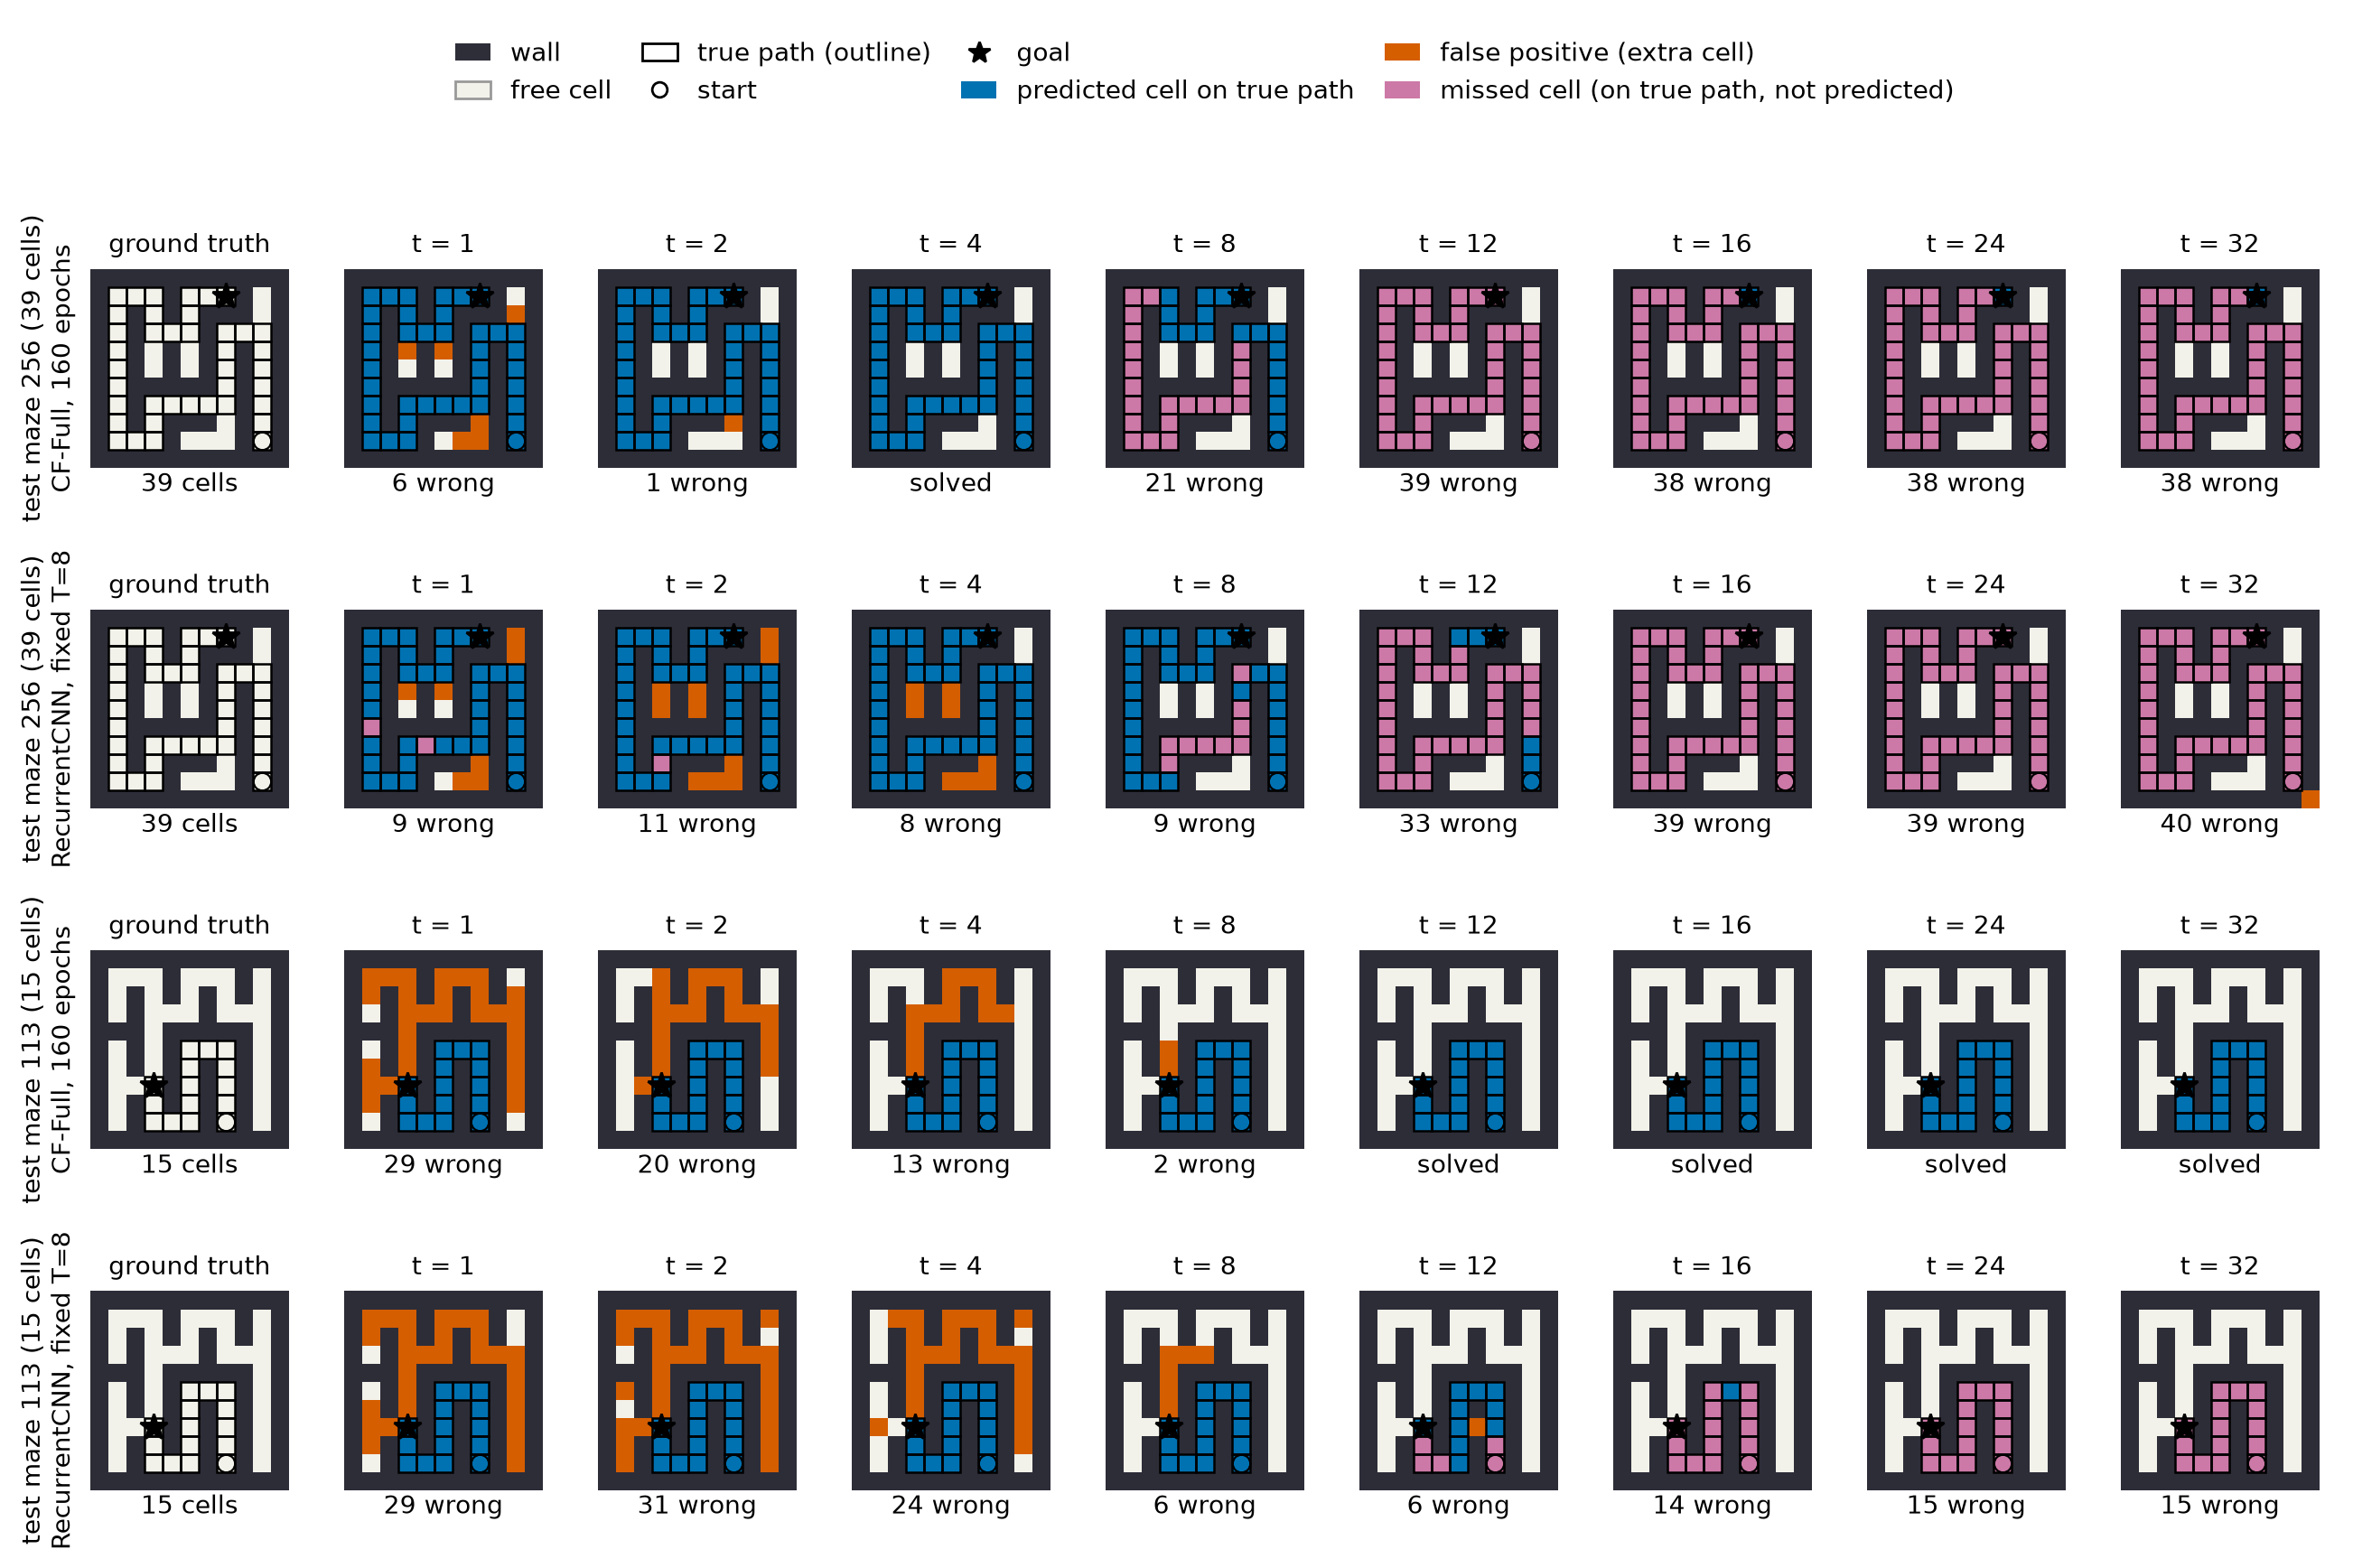 wall
true path (outline)
goal
false positive (extra cell)
free cell
start
predicted cell on true path
missed cell (on true path, not predicted)
test maze 256 (39 cells)
CF-Full, 160 epochs
ground truth
t = 1
t = 2
t = 4
t = 8
t = 12
t = 16
t = 24
t = 32
39 cells
6 wrong
1 wrong
solved
21 wrong
39 wrong
38 wrong
38 wrong
38 wrong
test maze 256 (39 cells)
RecurrentCNN, fixed T=8
ground truth
t = 1
t = 2
t = 4
t = 8
t = 12
t = 16
t = 24
t = 32
39 cells
9 wrong
11 wrong
8 wrong
9 wrong
33 wrong
39 wrong
39 wrong
40 wrong
test maze 113 (15 cells)
CF-Full, 160 epochs
ground truth
t = 1
t = 2
t = 4
t = 8
t = 12
t = 16
t = 24
t = 32
15 cells
29 wrong
20 wrong
13 wrong
2 wrong
solved
solved
solved
solved
test maze 113 (15 cells)
RecurrentCNN, fixed T=8
ground truth
t = 1
t = 2
t = 4
t = 8
t = 12
t = 16
t = 24
t = 32
15 cells
29 wrong
31 wrong
24 wrong
6 wrong
6 wrong
14 wrong
15 wrong
15 wrong